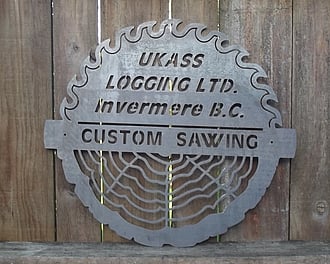 UKASS
LOGGING LTD.
Invermere B.C.
CUSTOM SAWING